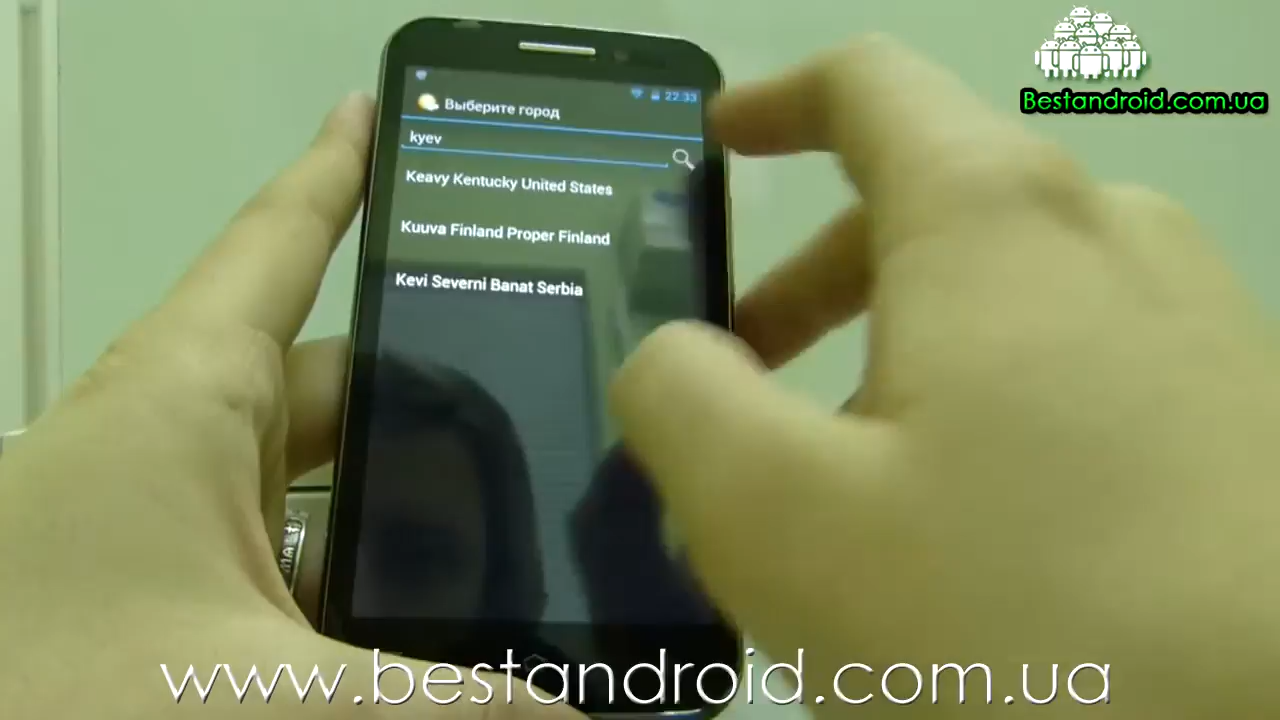 Bestandroid.com.ua
22:33
Выберите город
kyev
Keavy Kentucky United States
Kuuva Finland Proper Finland
Kevi Severni Banat Serbia
www.bestandroid.com.ua